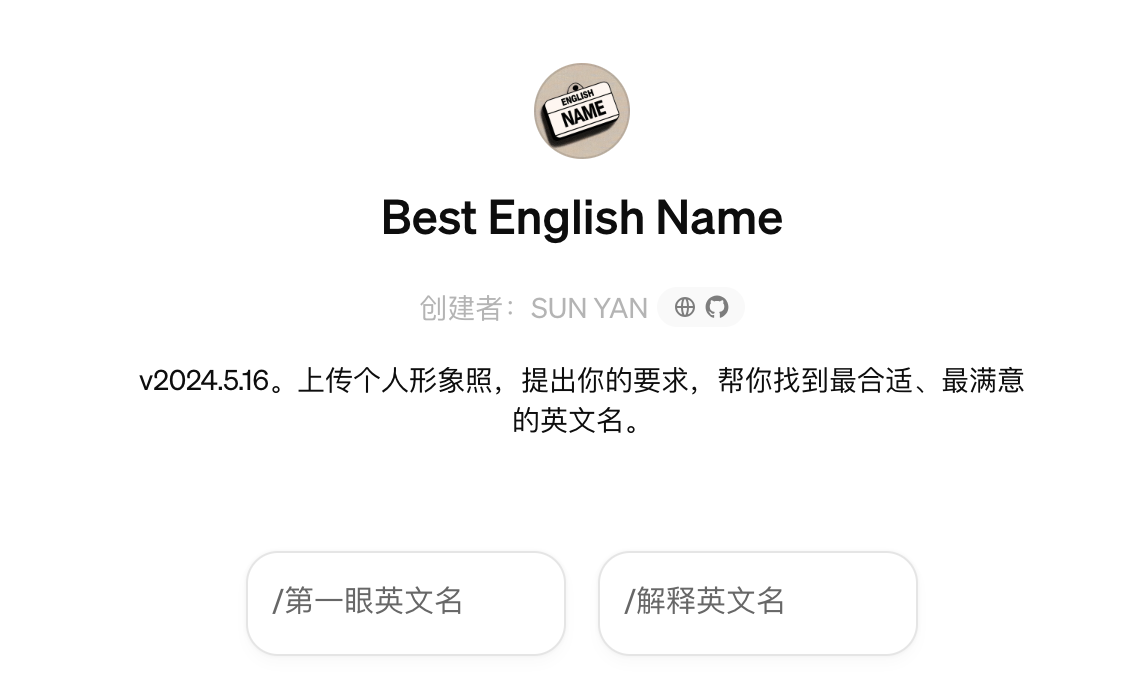 ENGLISH
NAME
Best English Name
创建者：SUN YAN
v2024.5.16。上传个人形象照，提出你的要求，帮你找到最合适、最满意
的英文名。
/第一眼英文名
/解释英文名